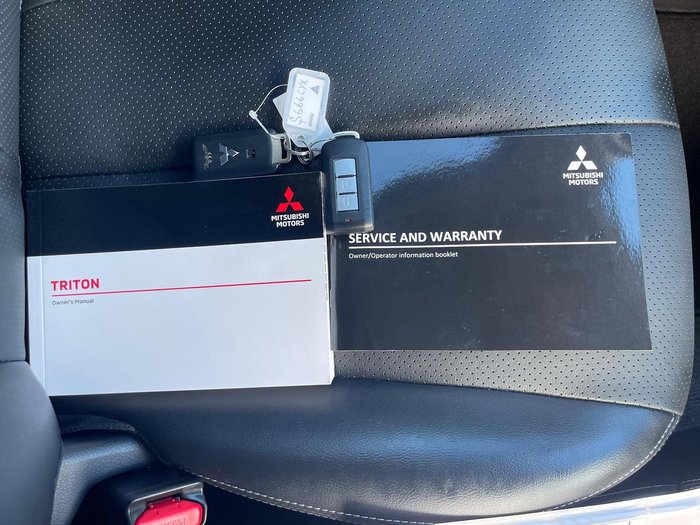 MITSUBISHI
MOTORS
TRITON
Owner's Manual
MITSUBISHI
MOTORS
SERVICE AND WARRANTY
Owner/Operator information booklet